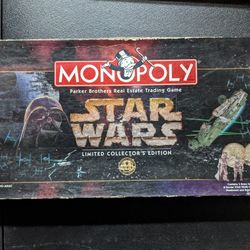 MONOPOLY
Parker Brothers Real Estate Trading Game
STAR
WARS
LIMITED COLLECTOR'S EDITION